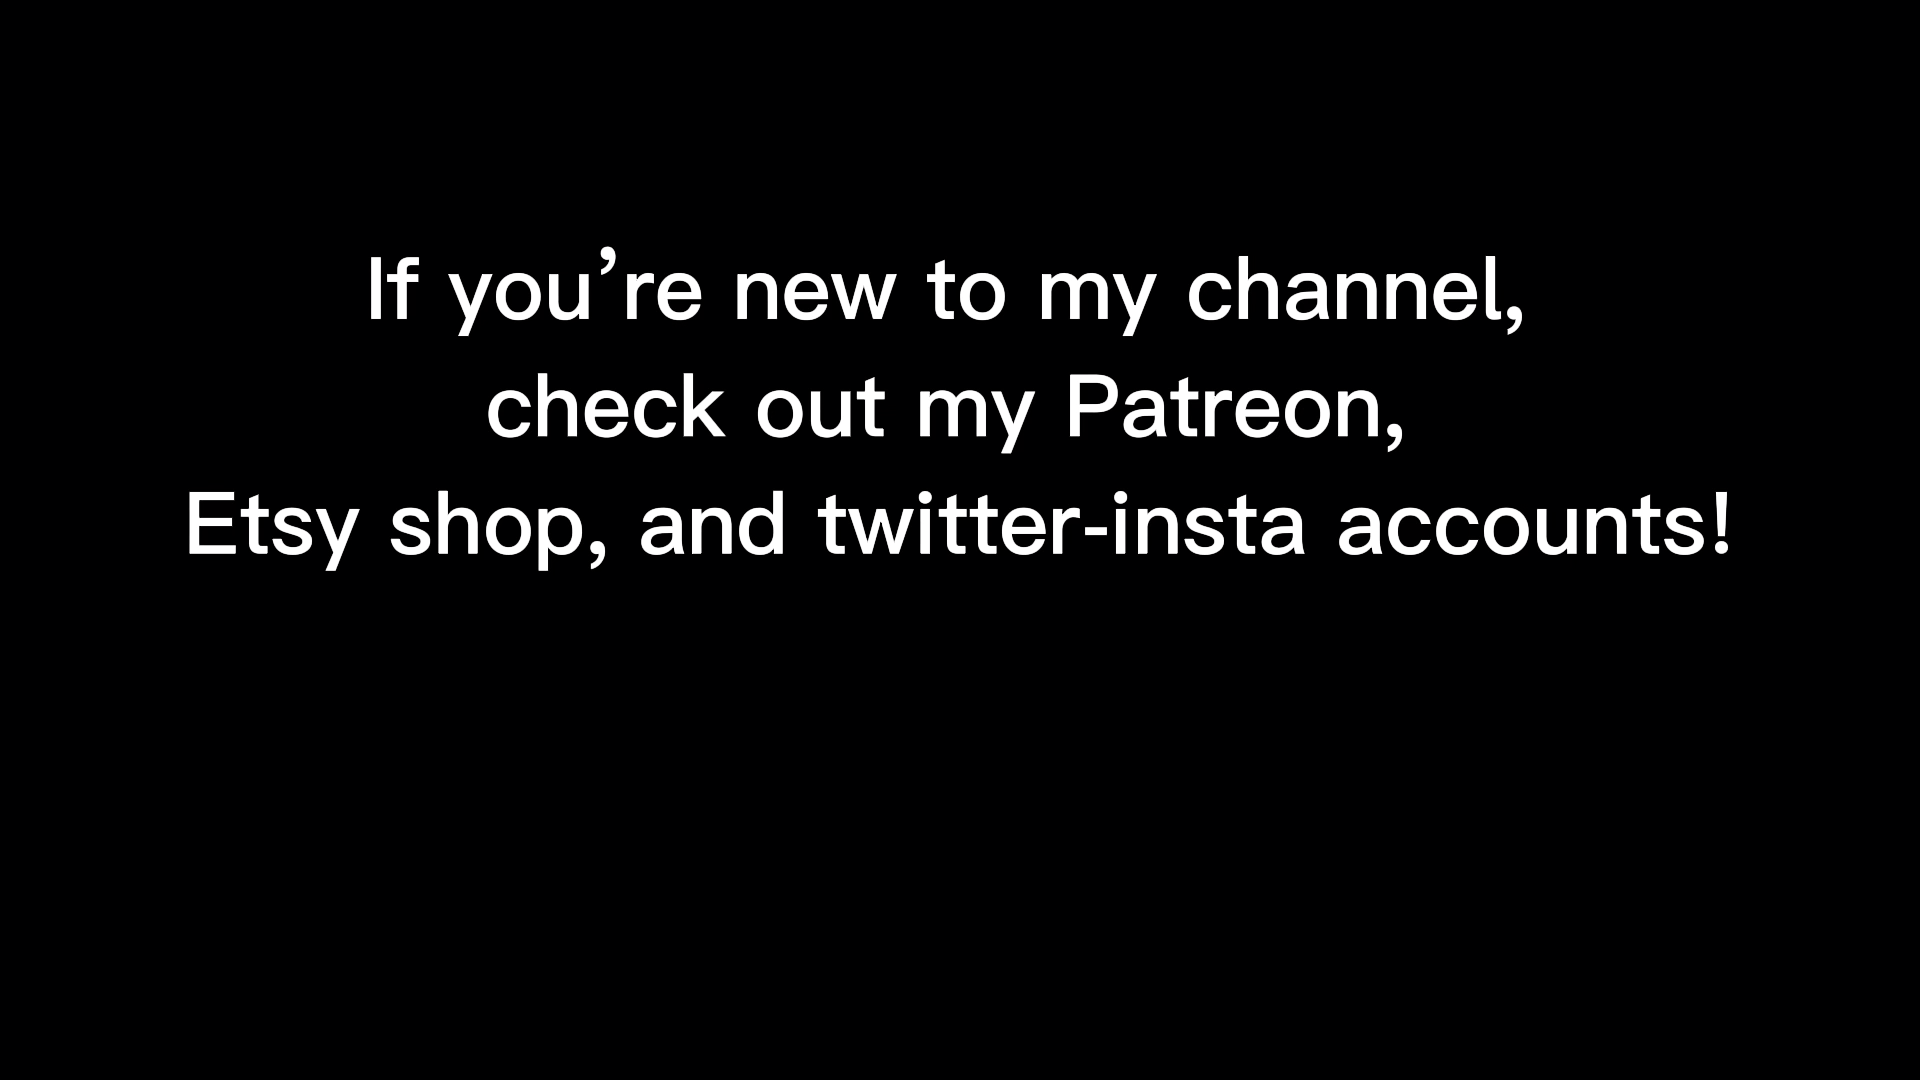 If you’re new to my channel,
check out my Patreon,
Etsy shop, and twitter-insta accounts!